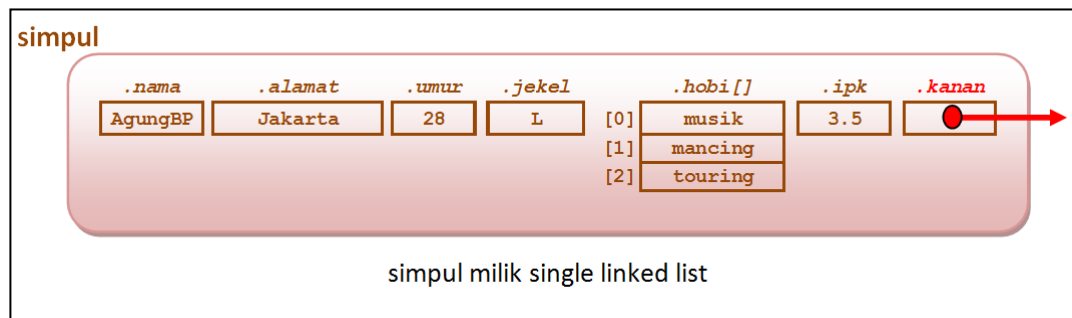 simpul
.nama .alamat .umur .jekel .hobi[] .ipk .kanan
AgungBP Jakarta 28 L [0] musik 3.5
[1] mancing
[2] touring
simpul milik single linked list